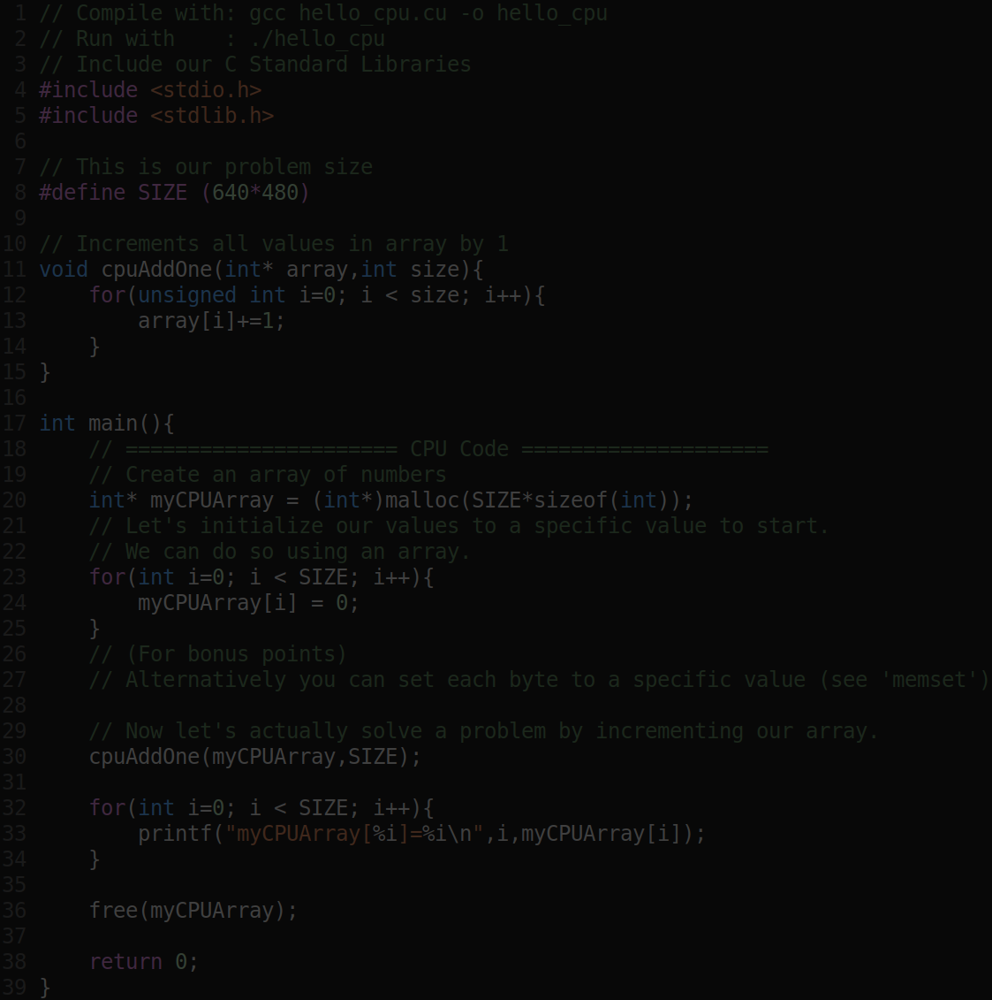 1 // Compile with: gcc hello_cpu.cu -o hello_cpu
2 // Run with    : ./hello_cpu
3 // Include our C Standard Libraries
4 #include <stdio.h>
5 #include <stdlib.h>
6
7 // This is our problem size
8 #define SIZE (640*480)
9
10 // Increments all values in array by 1
11 void cpuAddOne(int* array,int size){
12     for(unsigned int i=0; i < size; i++){
13         array[i]+=1;
14     }
15 }
16
17 int main(){
18     // ====================== CPU Code ====================
19     // Create an array of numbers
20     int* myCPUArray = (int*)malloc(SIZE*sizeof(int));
21     // Let's initialize our values to a specific value to start.
22     // We can do so using an array.
23     for(int i=0; i < SIZE; i++){
24         myCPUArray[i] = 0;
25     }
26     // (For bonus points)
27     // Alternatively you can set each byte to a specific value (see 'memset')
28
29     // Now let's actually solve a problem by incrementing our array.
30     cpuAddOne(myCPUArray,SIZE);
31
32     for(int i=0; i < SIZE; i++){
33         printf("myCPUArray[%i]=%i\n",i,myCPUArray[i]);
34     }
35
36     free(myCPUArray);
37
38     return 0;
39 }